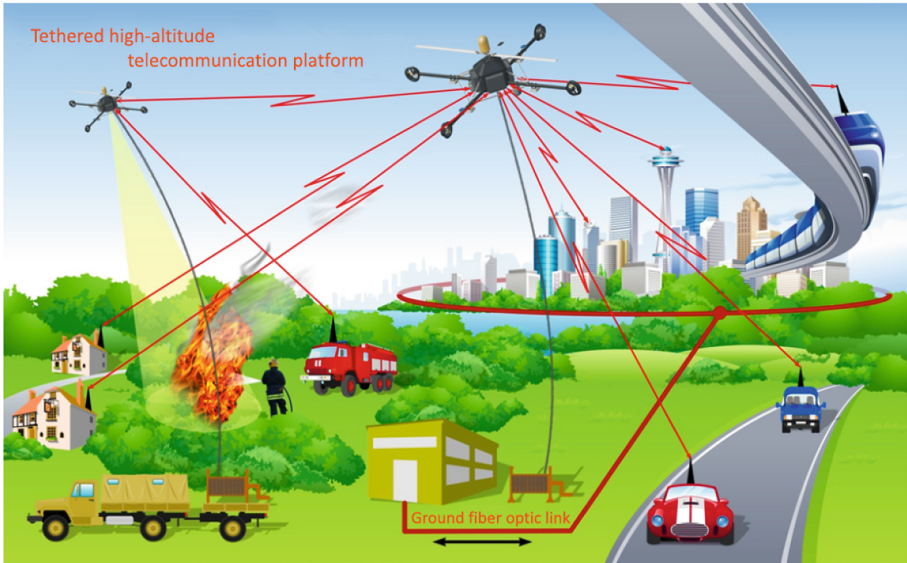 Tethered high-altitude
telecommunication platform
Ground fiber optic link